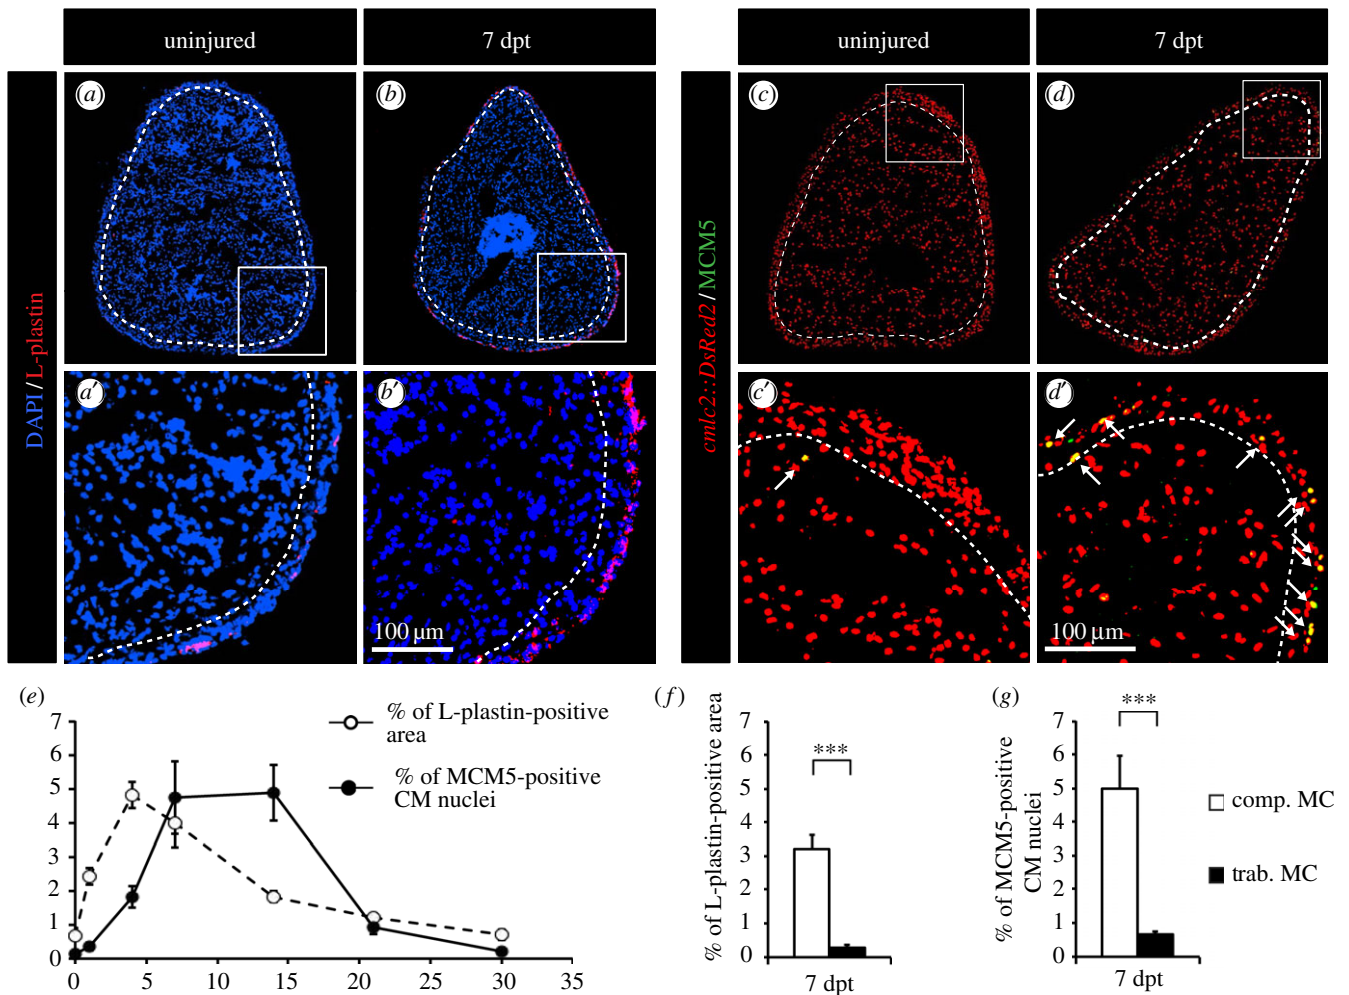 uninjured
7 dpt
uninjured
7 dpt
DAPI / L-plastin
a
b
a′
b′
100 µm
cmlc2::DsRed2 / MCM5
c
d
c′
d′
100 µm
(e)
7
6
5
4
3
2
1
0
0
5
10
15
20
25
30
35
% of L-plastin-positive
area
% of MCM5-positive
CM nuclei
(f)
% of L-plastin-positive area
7
6
5
4
3
2
1
0
***
7 dpt
(g)
% of MCM5-positive
CM nuclei
7
6
5
4
3
2
1
0
***
7 dpt
comp. MC
trab. MC